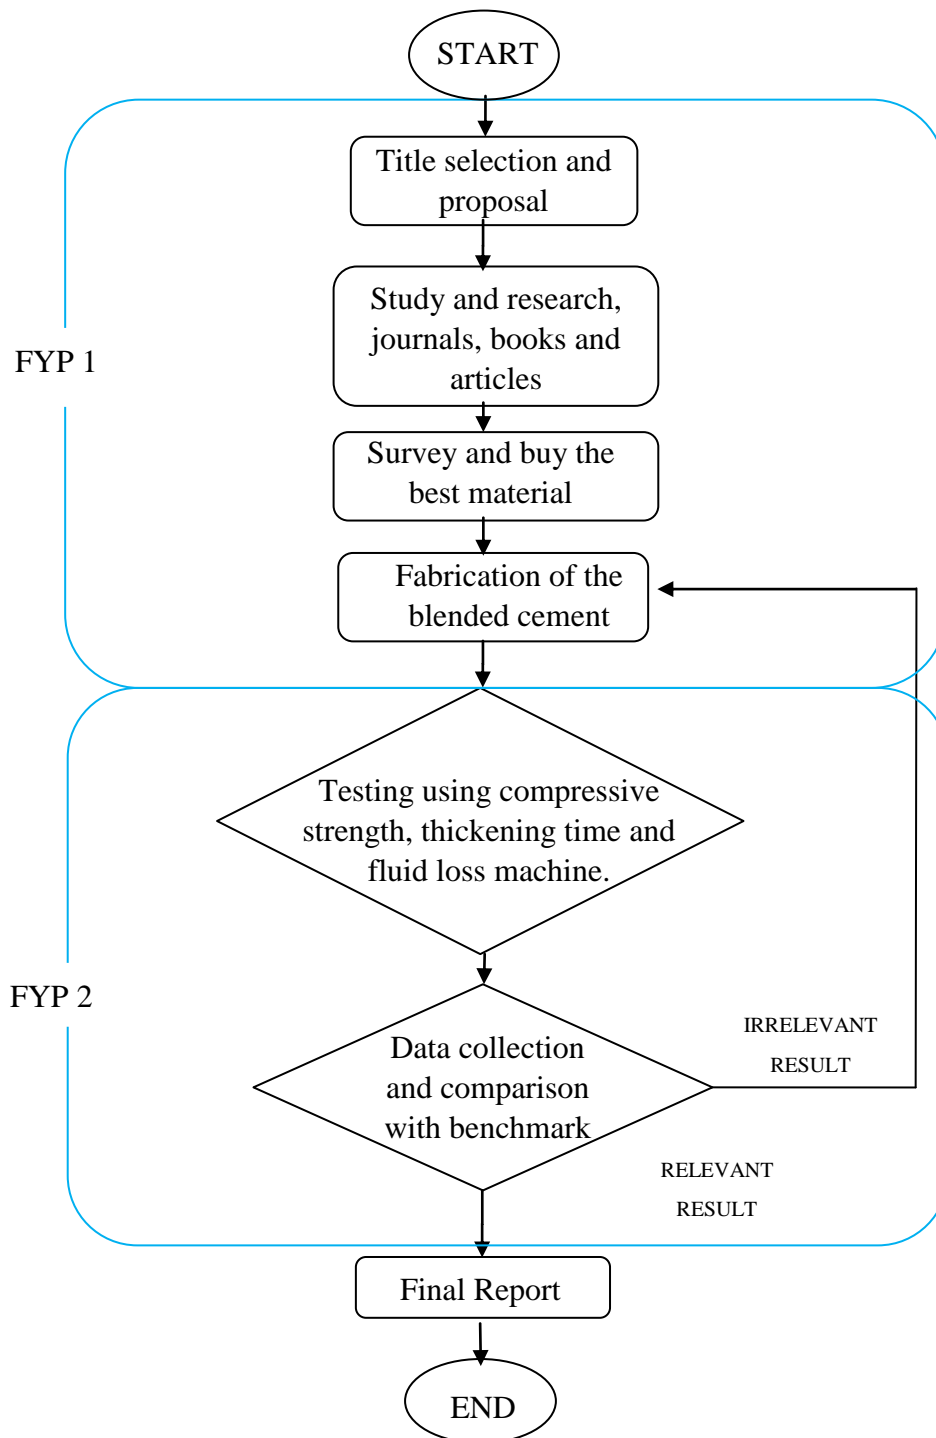 START
Title selection and
proposal
Study and research,
journals, books and
articles
FYP 1
Survey and buy the
best material
Fabrication of the
blended cement
Testing using compressive
strength, thickening time and
fluid loss machine.
FYP 2
IRRELEVANT
RESULT
Data collection
and comparison
with benchmark
RELEVANT
RESULT
Final Report
END